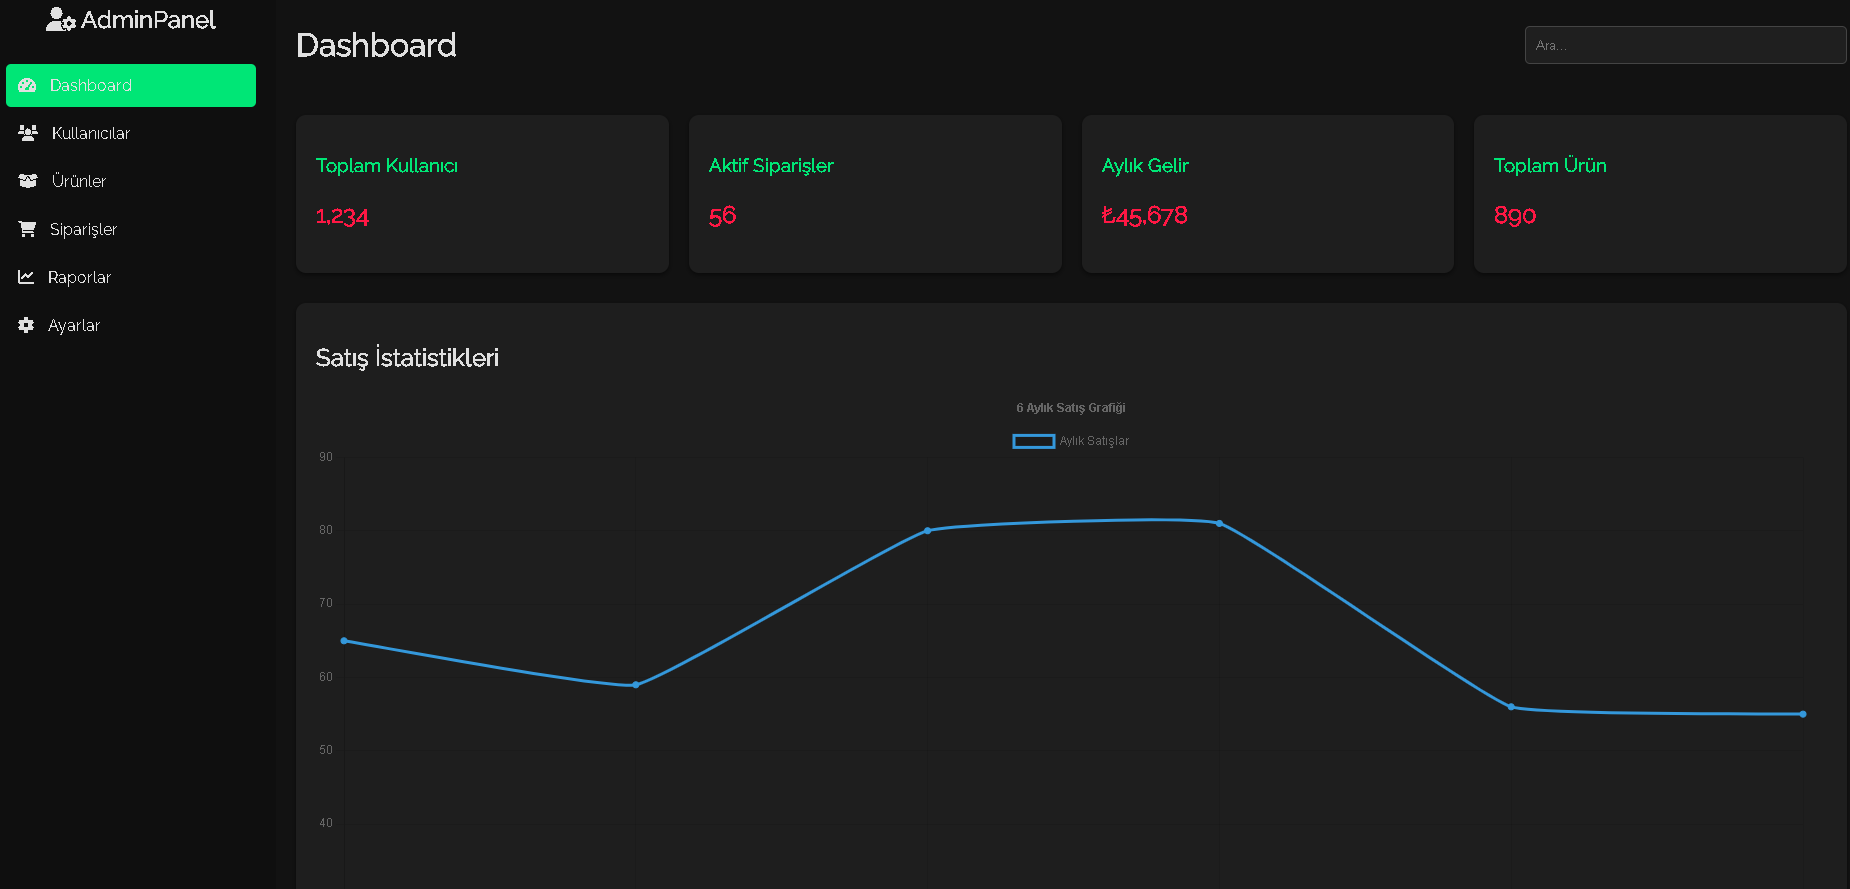 AdminPanel
Dashboard
Kullanıcılar
Ürünler
Siparişler
Raporlar
Ayarlar
Dashboard
Ara...
Toplam Kullanıcı
1,234
Aktif Siparişler
56
Aylık Gelir
₺45,678
Toplam Ürün
890
Satış İstatistikleri
6 Aylık Satış Grafiği
Aylık Satışlar
90
80
70
60
50
40